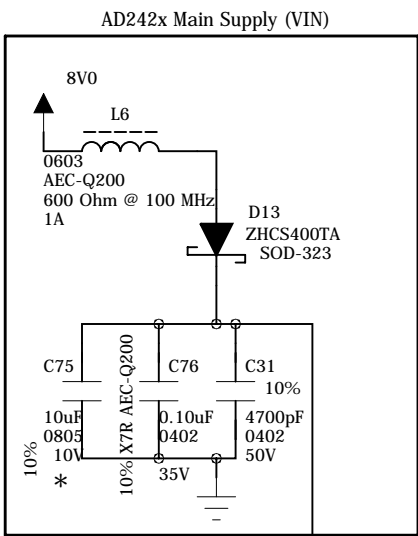 AD242x Main Supply (VIN)
8V0
L6
0603
AEC-Q200
600 Ohm @ 100 MHz
1A
D13
ZHCS400TA
SOD-323
C75
10uF
0805
10V
10%
*
10% X7R AEC-Q200
C76
0.10uF
0402
35V
C31
10%
4700pF
0402
50V